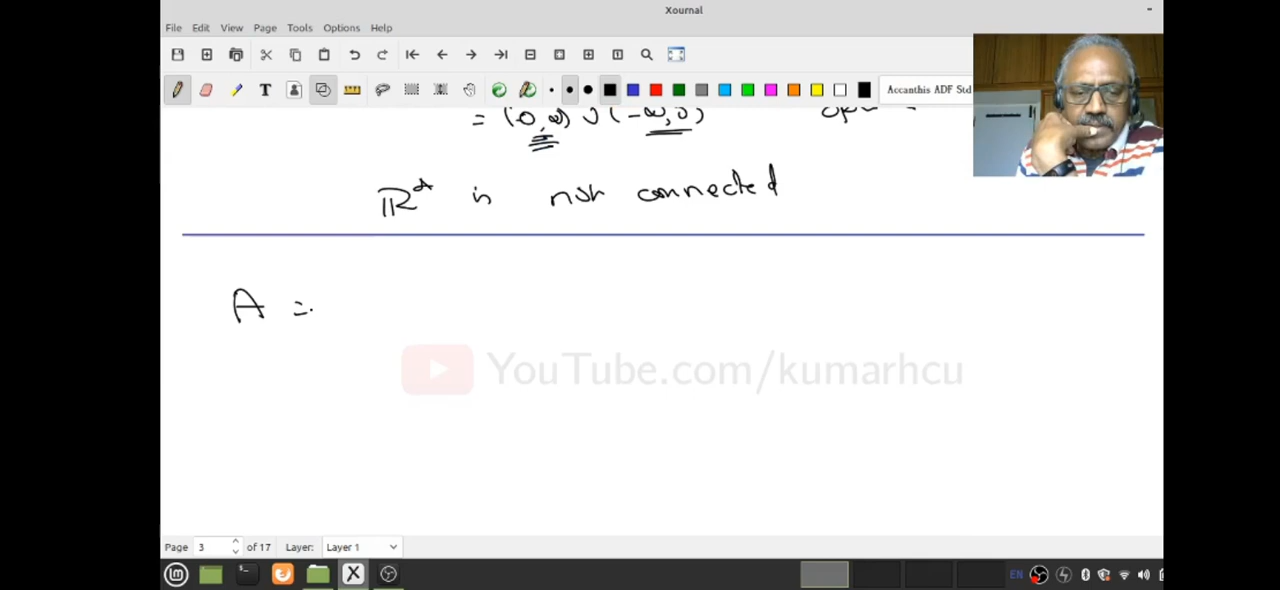 Xournal
File Edit View Page Tools Options Help
Accanthis ADF Std
= (0, ∞) ∪ (-∞, 0)
ℝ* is not connected
A =
YouTube.com/kumarhcu
Page 3 of 17 Layer: Layer 1
EN